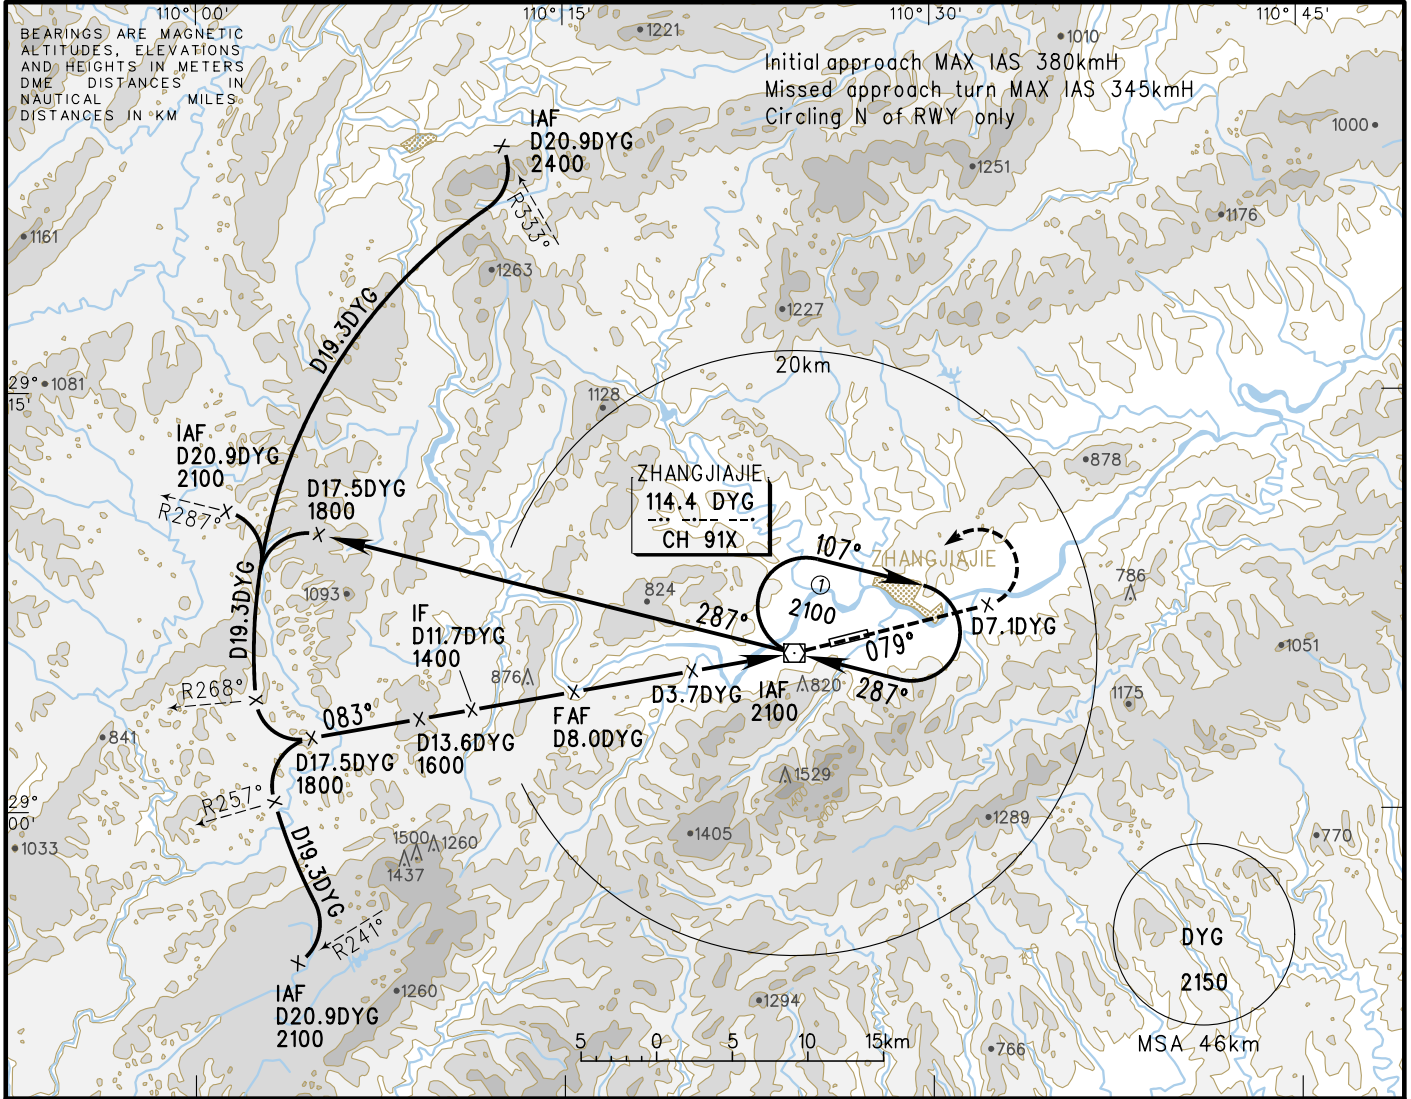 110° 00'
110° 15'
110° 30'
110° 45'
BEARINGS ARE MAGNETIC
ALTITUDES, ELEVATIONS
AND HEIGHTS IN METERS
DME DISTANCES IN
NAUTICAL MILES
DISTANCES IN KM
1221
1010
Initial approach MAX IAS 380kmH
Missed approach turn MAX IAS 345kmH
Circling N of RWY only
IAF
D20.9DYG
2400
1000
1251
R333°
1176
1161
1263
D19.3DYG
1227
20km
29°
15'
1081
1128
IAF
D20.9DYG
2100
R287°
D17.5DYG
1800
878
ZHANGJIAJIE
114.4 DYG
CH 91X
107°
ZHANGJIAJIE
786
1
2100
D19.3DYG
1093
824
287°
IF
D11.7DYG
1400
D7.1DYG
079°
1051
876
R268°
D3.7DYG
IAF
2100
820
287°
1175
083°
FAF
D8.0DYG
D13.6DYG
1600
841
D17.5DYG
1800
1529
1400
1000
R257°
29°
00'
1289
1405
770
1033
1500
1260
1437
D19.3DYG
600
R241°
DYG
2150
IAF
D20.9DYG
2100
1260
1294
5 0 5 10 15km
766
MSA 46km